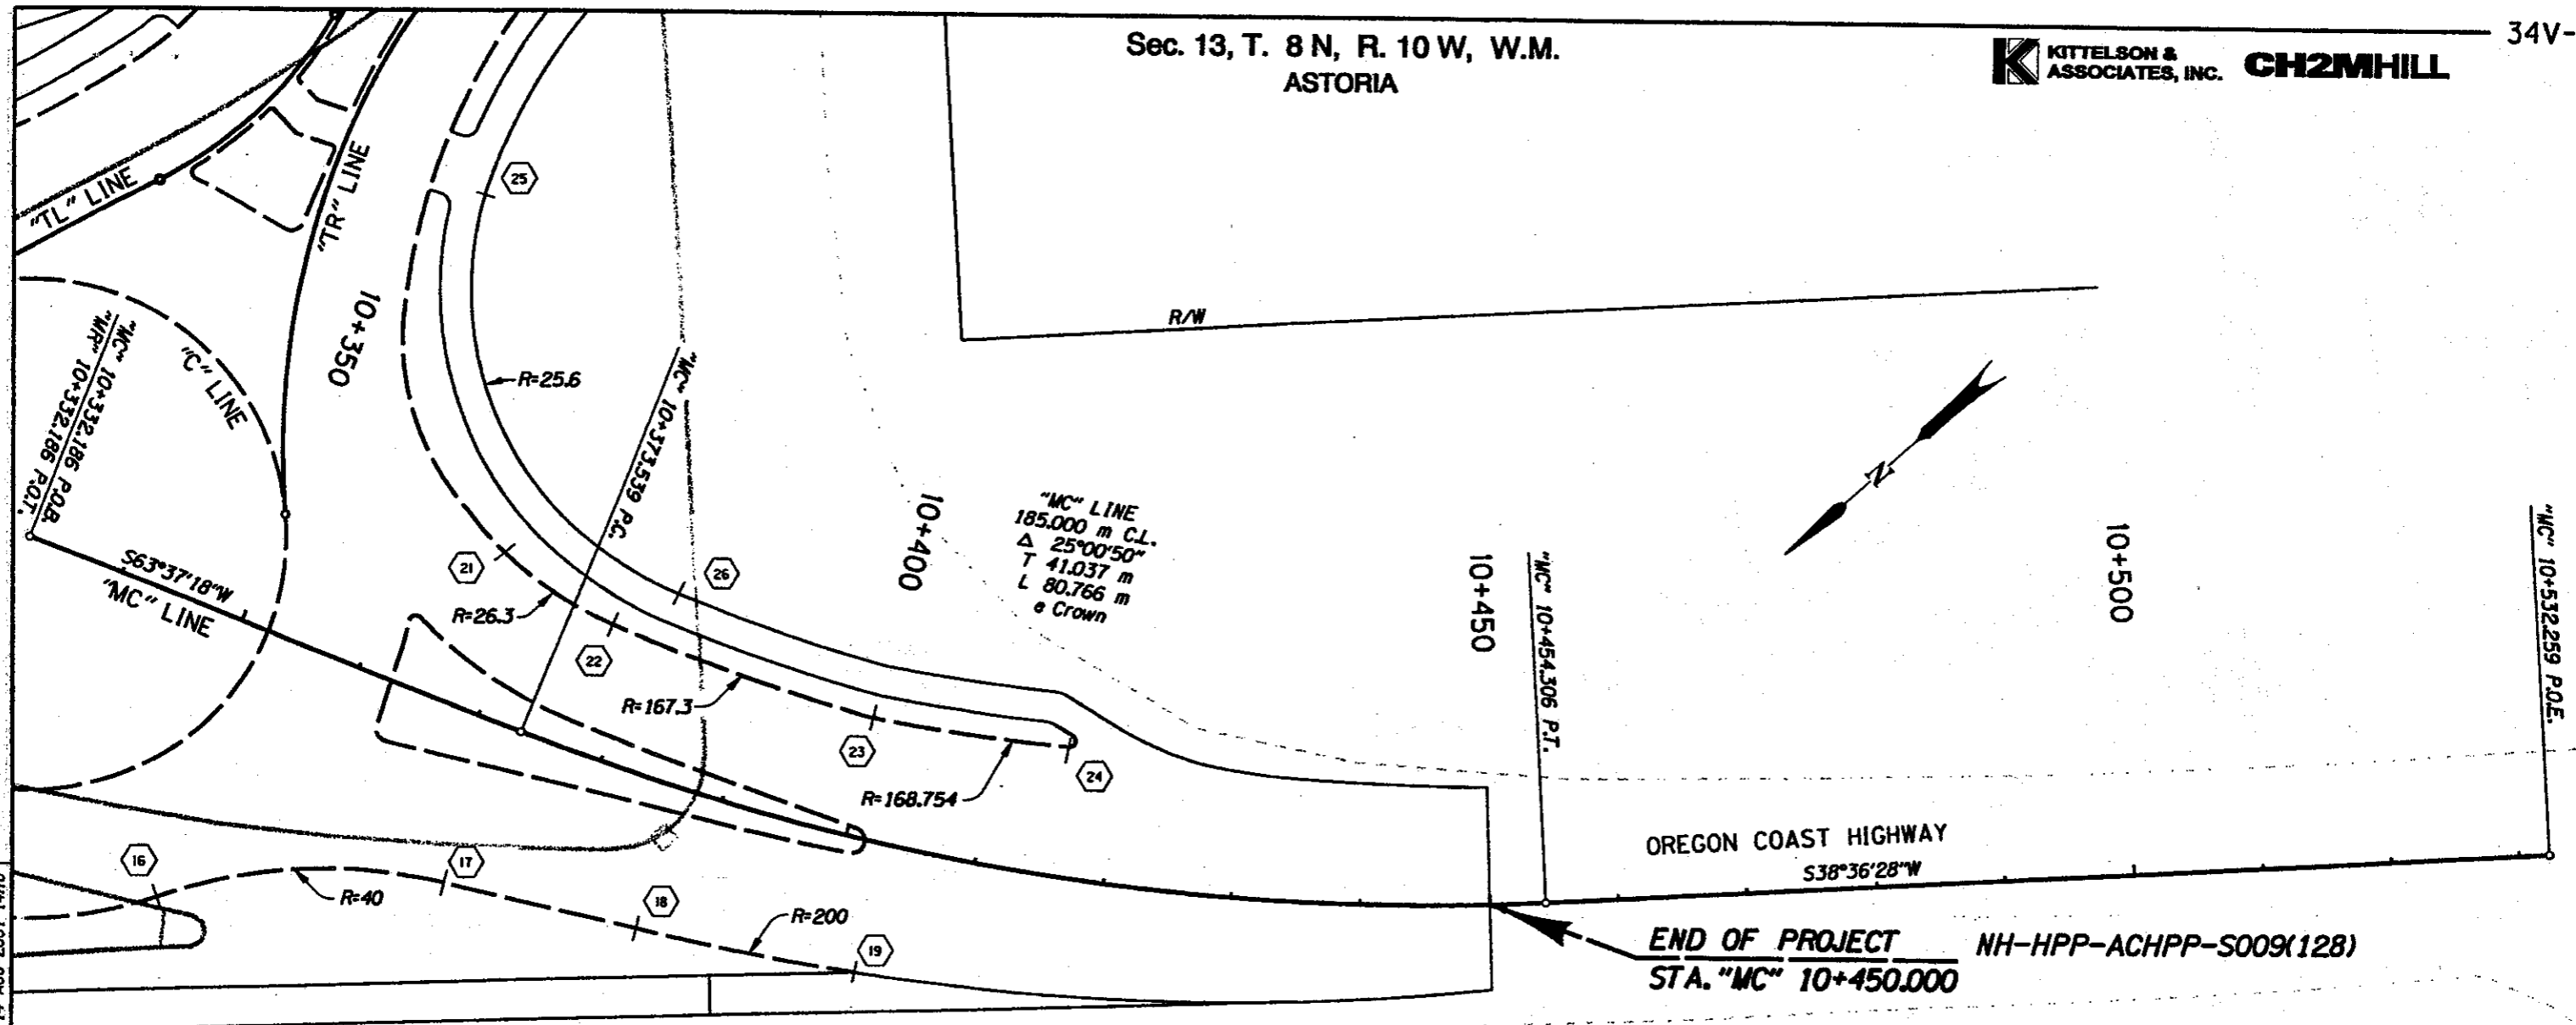 34V-
Sec. 13, T. 8 N, R. 10 W, W.M.
ASTORIA
K KITTELSON &
ASSOCIATES, INC.
CH2MHILL
"TL" LINE
"TR" LINE
25
10+350
"C" LINE
"MC" 10+332.186 P.O.B.
"WR" 10+332.186 P.O.T.
R=25.6
"MC" 10+373.539 P.C.
R/W
N
10+400
"MC" LINE
185.000 m C.L.
Δ 25°00'50"
T 41.037 m
L 80.766 m
e Crown
10+450
"MC" 10+454.306 P.T.
10+500
"MC" 10+532.259 P.O.E.
S63°37'18"W
"MC" LINE
21
26
R=26.3
22
R=167.3
23
24
R=168.754
16
17
R=40
18
R=200
19
OREGON COAST HIGHWAY
S38°36'28"W
END OF PROJECT
NH-HPP-ACHPP-S009(128)
STA. "MC" 10+450.000